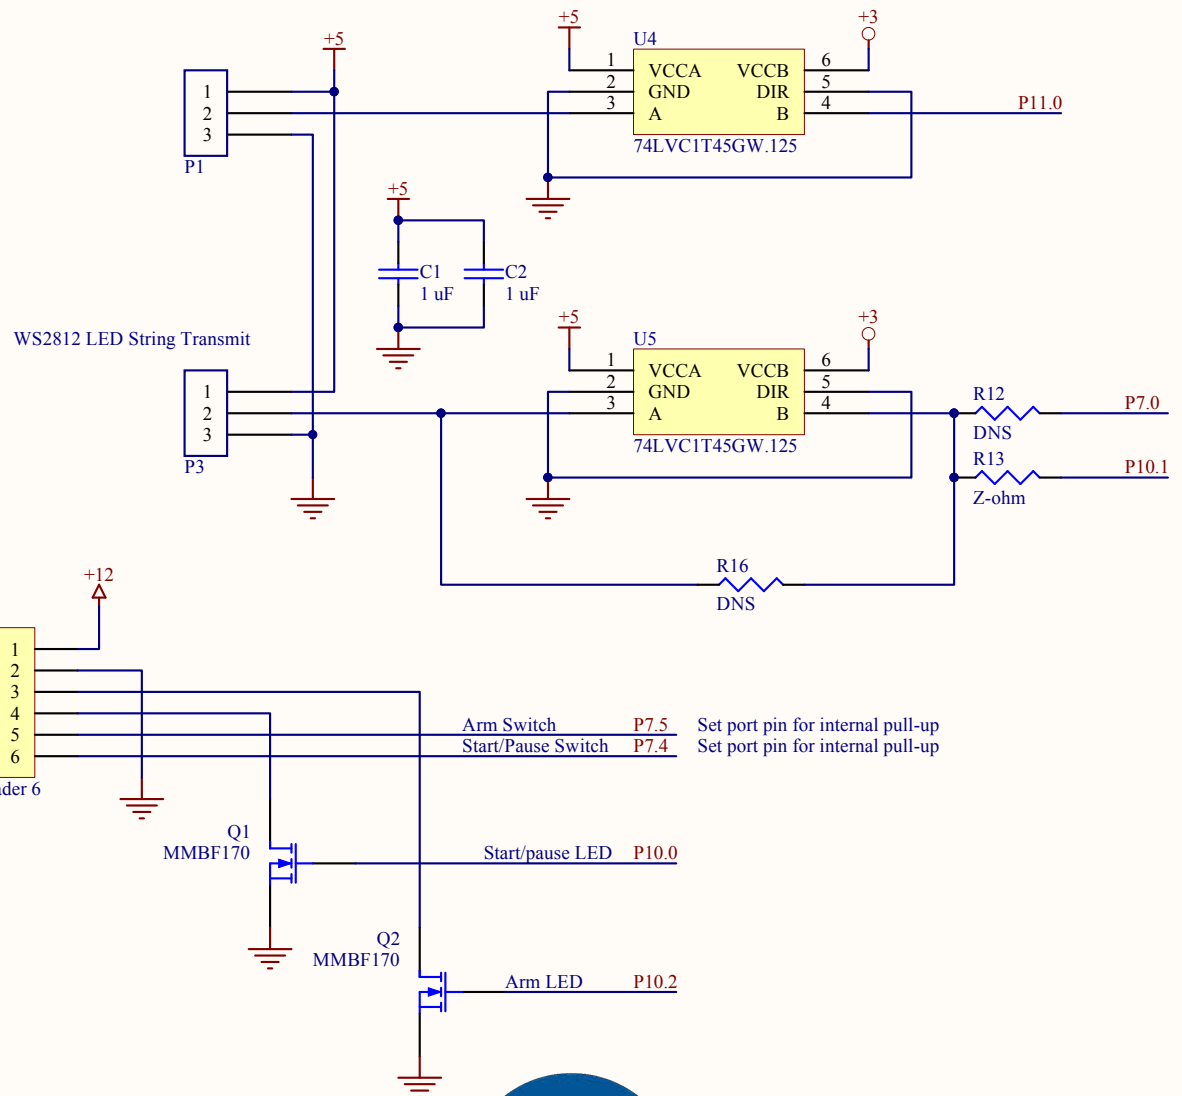 +5
+3
+5
U4
1
VCCA
VCCB
6
1
2
GND
DIR
5
2
3
A
B
4
P11.0
3
74LVC1T45GW.125
P1
+5
C1
C2
1 uF
1 uF
+5
+3
WS2812 LED String Transmit
U5
1
VCCA
VCCB
6
1
2
GND
DIR
5
R12
2
3
A
B
4
P7.0
3
DNS
74LVC1T45GW.125
P3
R13
P10.1
Z-ohm
R16
+12
DNS
1
2
3
4
Arm Switch P7.5 Set port pin for internal pull-up
5
Start/Pause Switch P7.4 Set port pin for internal pull-up
6
der 6
Q1
MMBF170
Start/pause LED P10.0
Q2
MMBF170
Arm LED P10.2